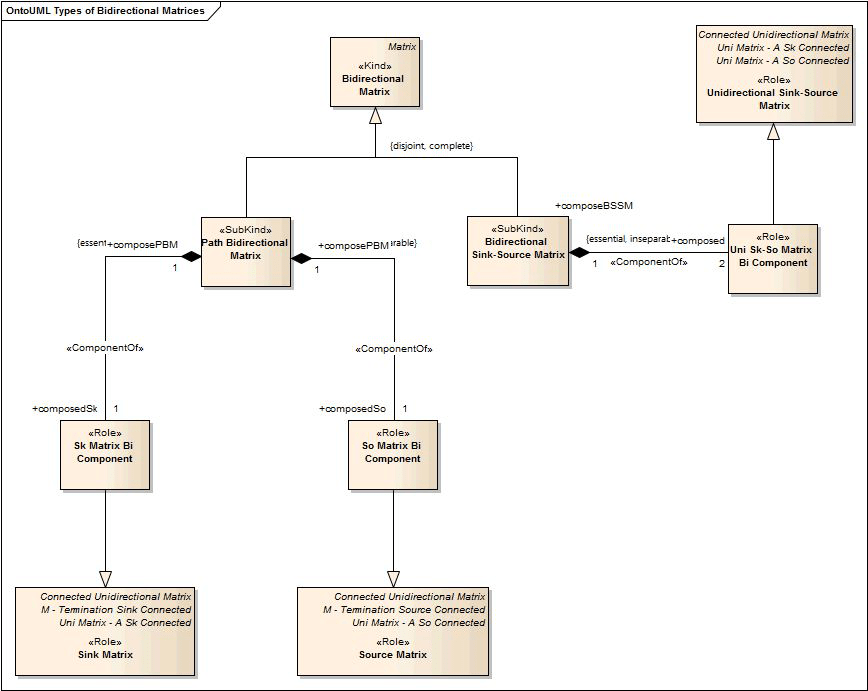 OntoUML Types of Bidirectional Matrices
Matrix
«Kind»
Bidirectional
Matrix
Connected Unidirectional Matrix
Uni Matrix - A Sk Connected
Uni Matrix - A So Connected
«Role»
Unidirectional Sink-Source
Matrix
{disjoint, complete}
+composeBSSM
«SubKind»
Path Bidirectional
Matrix
«SubKind»
Bidirectional
Sink-Source Matrix
«Role»
Uni Sk-So Matrix
Bi Component
{essential, inseparab
+composed
1
«ComponentOf»
2
{essent
+composePBM
1
+composePBM
rable}
1
«ComponentOf»
«ComponentOf»
+composedSk
1
+composedSo
1
«Role»
Sk Matrix Bi
Component
«Role»
So Matrix Bi
Component
Connected Unidirectional Matrix
M - Termination Sink Connected
Uni Matrix - A Sk Connected
«Role»
Sink Matrix
Connected Unidirectional Matrix
M - Termination Source Connected
Uni Matrix - A So Connected
«Role»
Source Matrix